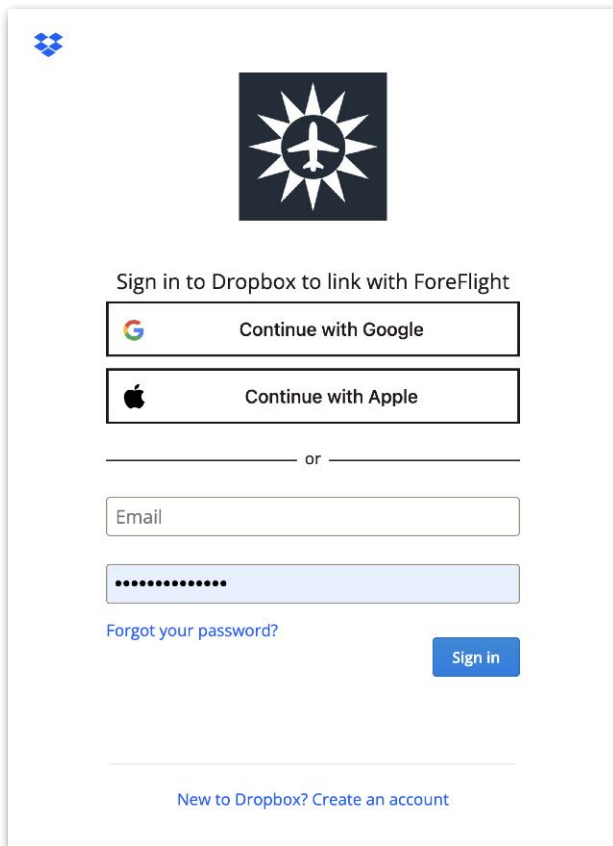 Sign in to Dropbox to link with ForeFlight
Continue with Google
Continue with Apple
or
Email
••••••••••••••
Forgot your password?
Sign in
New to Dropbox? Create an account